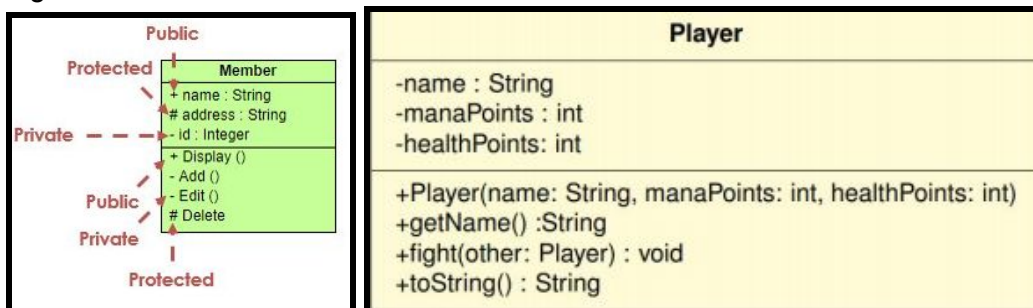 Public
Protected
Member
+ name : String
# address : String
Private
- id : Integer
+ Display ()
- Add ()
Public
- Edit ()
# Delete
Private
Protected
Player
-name : String
-manaPoints : int
-healthPoints: int
+Player(name: String, manaPoints: int, healthPoints: int)
+getName() :String
+fight(other: Player) : void
+toString() : String